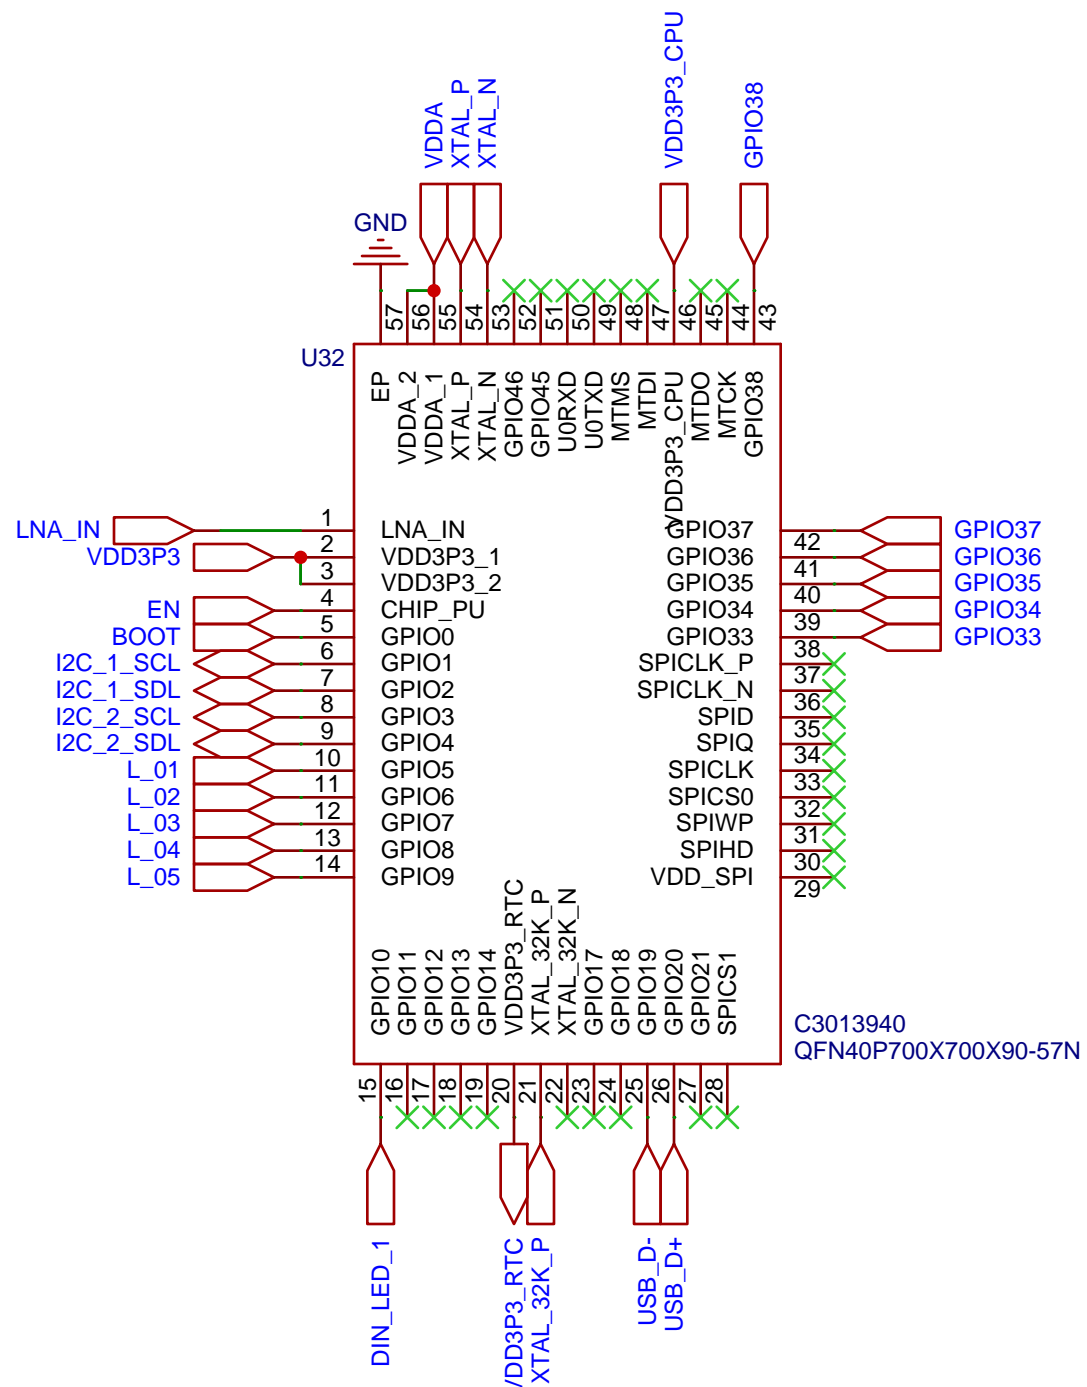 VDDA
XTAL_P
XTAL_N
VDD3P3_CPU
GPIO38
GND
57
56
55
54
53
52
51
50
49
48
47
46
45
44
43
U32
EP
VDDA_2
VDDA_1
XTAL_P
XTAL_N
GPIO46
GPIO45
U0RXD
U0TXD
MTMS
MTDI
VDD3P3_CPU
MTDO
MTCK
GPIO38
LNA_IN 1 LNA_IN
VDD3P3 2 VDD3P3_1
3 VDD3P3_2
EN 4 CHIP_PU
BOOT 5 GPIO0
I2C_1_SCL 6 GPIO1
I2C_1_SDL 7 GPIO2
I2C_2_SCL 8 GPIO3
I2C_2_SDL 9 GPIO4
L_01 10 GPIO5
L_02 11 GPIO6
L_03 12 GPIO7
L_04 13 GPIO8
L_05 14 GPIO9
GPIO37 42 GPIO37
GPIO36 41 GPIO36
GPIO35 40 GPIO35
GPIO34 39 GPIO34
GPIO33 38 GPIO33
SPICLK_P 37
SPICLK_N 36
SPID 35
SPIQ 34
SPICLK 33
SPICS0 32
SPIWP 31
SPIHD 30
VDD_SPI 29
GPIO10
GPIO11
GPIO12
GPIO13
GPIO14
VDD3P3_RTC
XTAL_32K_P
XTAL_32K_N
GPIO17
GPIO18
GPIO19
GPIO20
GPIO21
SPICS1
C3013940
QFN40P700X700X90-57N
15
16
17
18
19
20
21
22
23
24
25
26
27
28
DIN_LED_1
VDD3P3_RTC
XTAL_32K_P
USB_D-
USB_D+